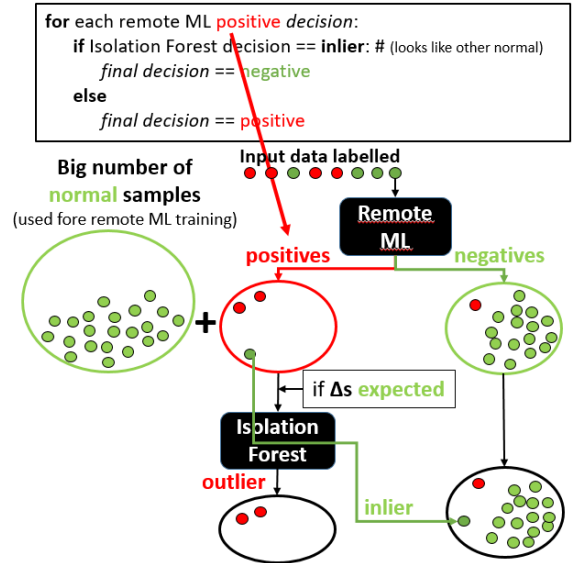 for each remote ML positive decision:
if Isolation Forest decision == inlier: # (looks like other normal)
final decision == negative
else
final decision == positive
Input data labelled
Big number of
normal samples
(used fore remote ML training)
Remote
ML
positives
negatives
+
if Δs expected
Isolation
Forest
outlier
inlier